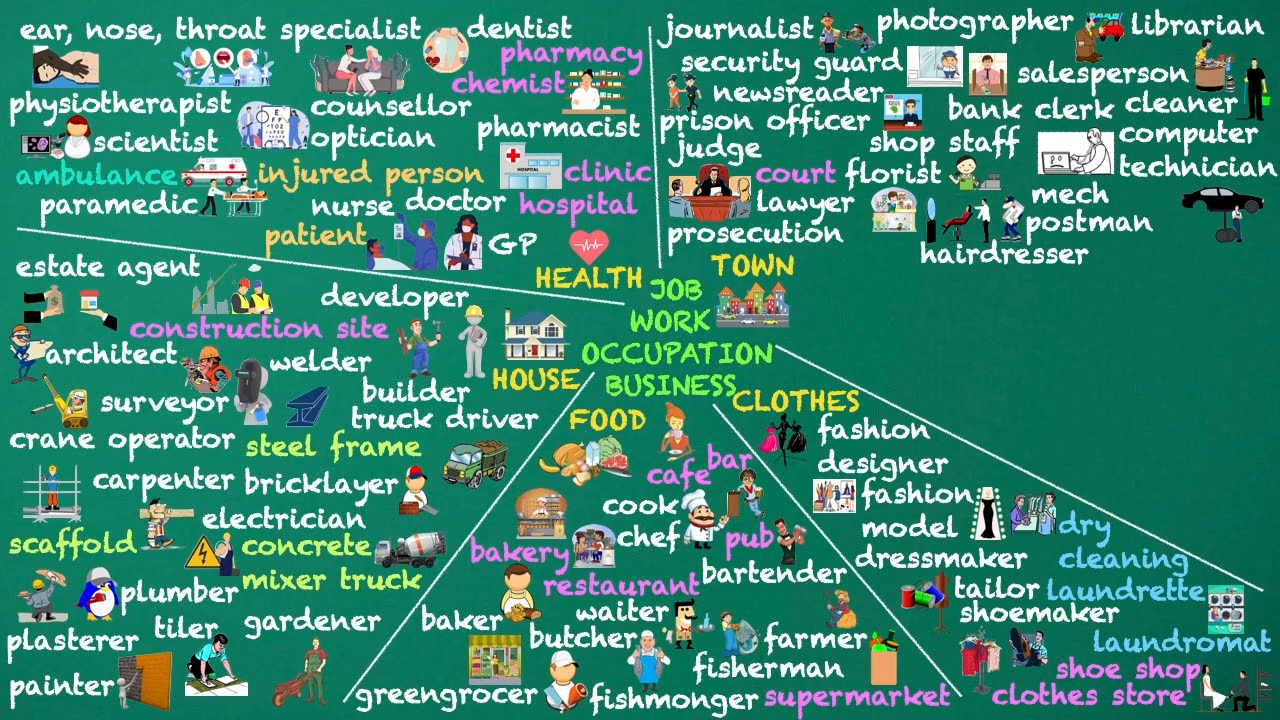 ear, nose, throat specialist
dentist
pharmacy
chemist
physiotherapist
counsellor
pharmacist
scientist
optician
ambulance
injured person
clinic
paramedic
nurse
doctor
hospital
patient
GP
HEALTH
journalist
photographer
librarian
security guard
salesperson
newsreader
bank clerk
cleaner
prison officer
shop staff
computer
technician
judge
court
florist
lawyer
mech
postman
prosecution
hairdresser
TOWN
JOB
WORK
OCCUPATION
BUSINESS
estate agent
developer
construction site
architect
welder
HOUSE
builder
surveyor
truck driver
crane operator
steel frame
carpenter
bricklayer
electrician
scaffold
concrete
mixer truck
plumber
plasterer
tiler
gardener
painter
FOOD
cafe
bar
cook
chef
pub
bakery
restaurant
bartender
baker
waiter
butcher
farmer
fisherman
greengrocer
fishmonger
supermarket
CLOTHES
fashion
designer
fashion
model
dry
cleaning
dressmaker
tailor
laundrette
shoemaker
laundromat
shoe shop
clothes store
HOSPITAL